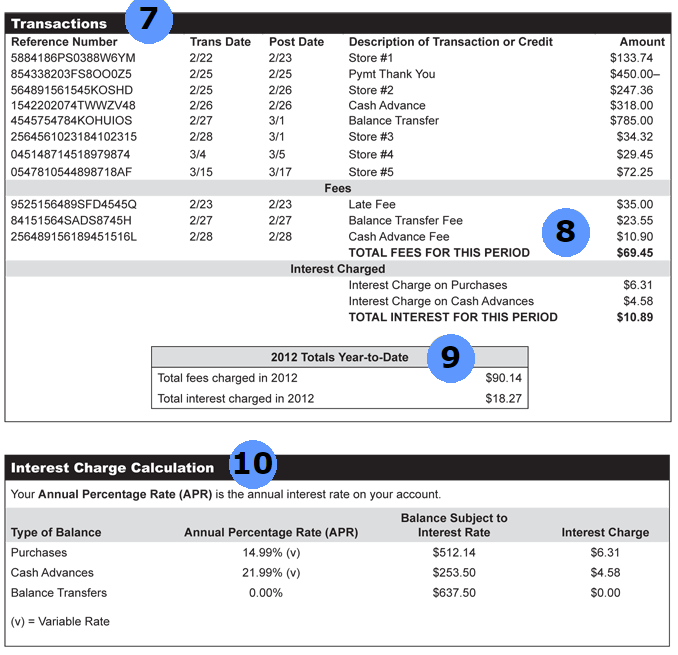 Transactions 7
Reference Number Trans Date Post Date Description of Transaction or Credit Amount
5884186PS0388W6YM 2/22 2/23 Store #1 $133.74
854338203FS8OO0Z5 2/25 2/25 Pymt Thank You $450.00–
564891561545KOSHD 2/25 2/26 Store #2 $247.36
1542202074TWWZV48 2/26 2/26 Cash Advance $318.00
4545754784KOHUIOS 2/27 3/1 Balance Transfer $785.00
2564561023184102315 2/28 3/1 Store #3 $34.32
045148714518979874 3/4 3/5 Store #4 $29.45
0547810544898718AF 3/15 3/17 Store #5 $72.25
Fees
9525156489SFD4545Q 2/23 2/23 Late Fee $35.00
84151564SADS8745H 2/27 2/27 Balance Transfer Fee $23.55
256489156189451516L 2/28 2/28 Cash Advance Fee $10.90
8
TOTAL FEES FOR THIS PERIOD $69.45
Interest Charged
Interest Charge on Purchases $6.31
Interest Charge on Cash Advances $4.58
TOTAL INTEREST FOR THIS PERIOD $10.89
2012 Totals Year-to-Date 9
Total fees charged in 2012 $90.14
Total interest charged in 2012 $18.27
Interest Charge Calculation 10
Your Annual Percentage Rate (APR) is the annual interest rate on your account.
Type of Balance Annual Percentage Rate (APR) Balance Subject to Interest Rate Interest Charge
Purchases 14.99% (v) $512.14 $6.31
Cash Advances 21.99% (v) $253.50 $4.58
Balance Transfers 0.00% $637.50 $0.00
(v) = Variable Rate